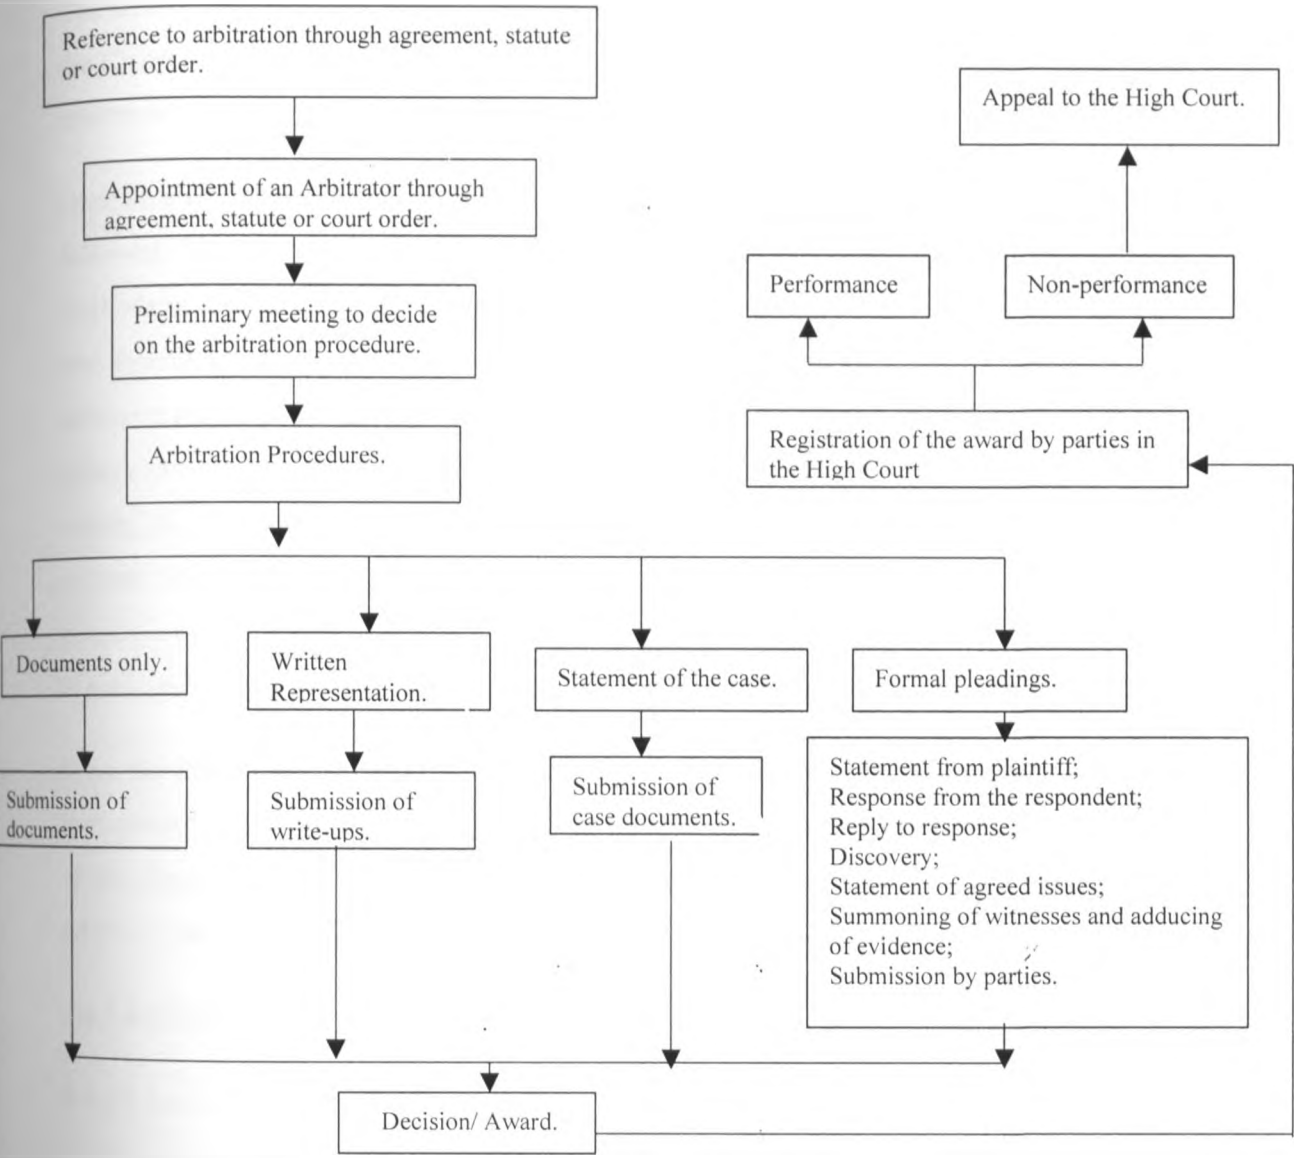 Reference to arbitration through agreement, statute
or court order.
Appointment of an Arbitrator through
agreement, statute or court order.
Preliminary meeting to decide
on the arbitration procedure.
Arbitration Procedures.
Documents only.
Written
Representation.
Statement of the case.
Formal pleadings.
Submission of
documents.
Submission of
write-ups.
Submission of
case documents.
Statement from plaintiff;
Response from the respondent;
Reply to response;
Discovery;
Statement of agreed issues;
Summoning of witnesses and adducing
of evidence;
Submission by parties.
Decision/ Award.
Registration of the award by parties in
the High Court
Performance
Non-performance
Appeal to the High Court.